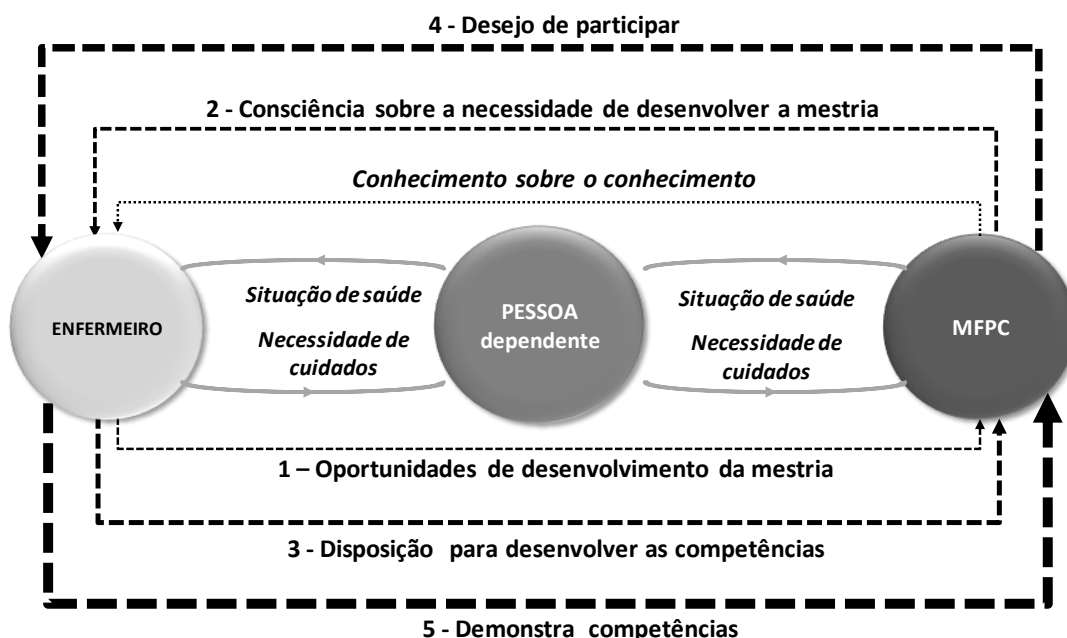 4 - Desejo de participar
2 - Consciência sobre a necessidade de desenvolver a mestria
Conhecimento sobre o conhecimento
ENFERMEIRO
Situação de saúde
Necessidade de
cuidados
PESSOA
dependente
Situação de saúde
Necessidade de
cuidados
MFPC
1 – Oportunidades de desenvolvimento da mestria
3 - Disposição para desenvolver as competências
5 - Demonstra competências